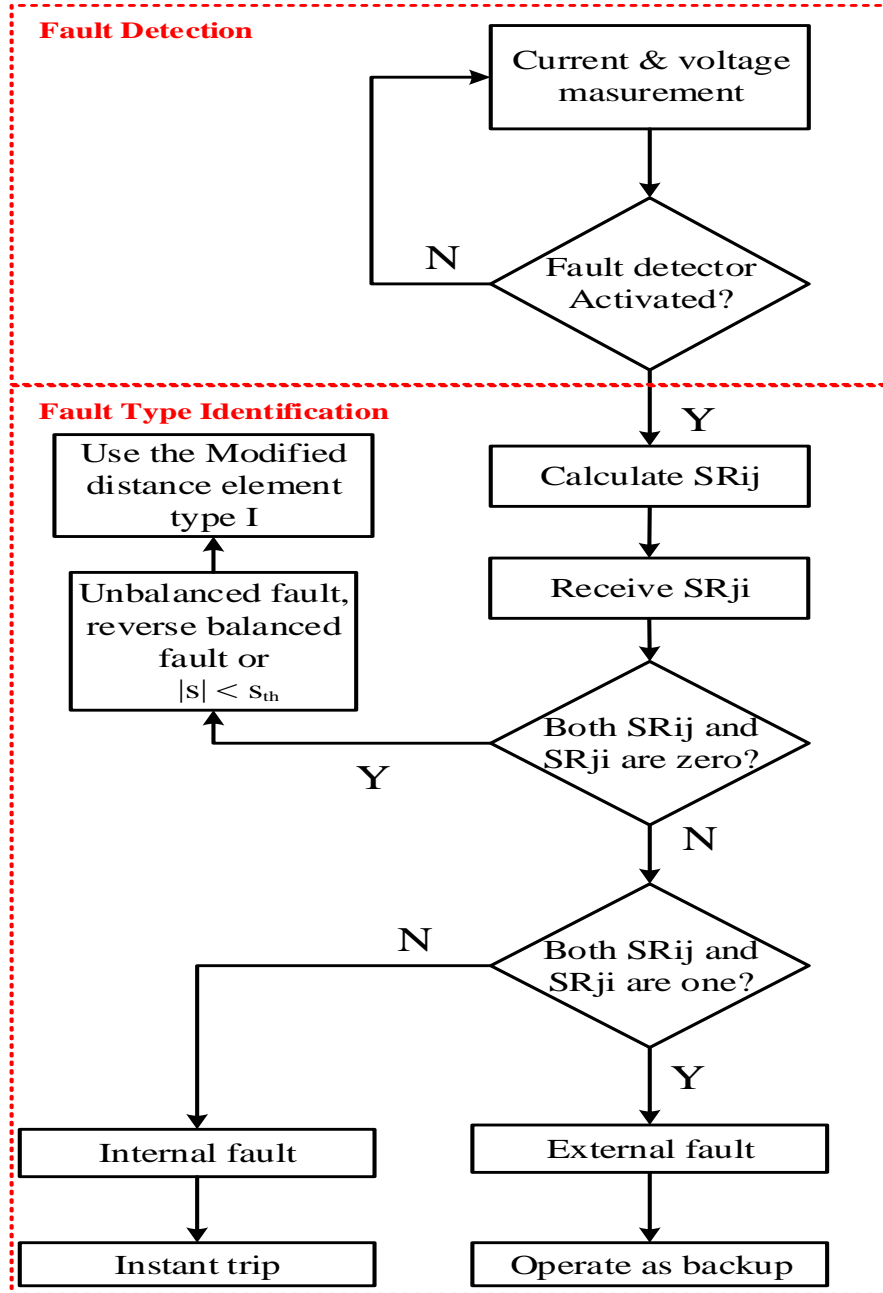 Fault Detection
Current & voltage
masurement
N
Fault detector
Activated?
Y
Fault Type Identification
Use the Modified
distance element
type I
Calculate SRij
Unbalanced fault,
reverse balanced
fault or
|s| < sth
Receive SRji
Both SRij and
SRji are zero?
Y
N
Both SRij and
SRji are one?
N
Y
Internal fault
External fault
Instant trip
Operate as backup